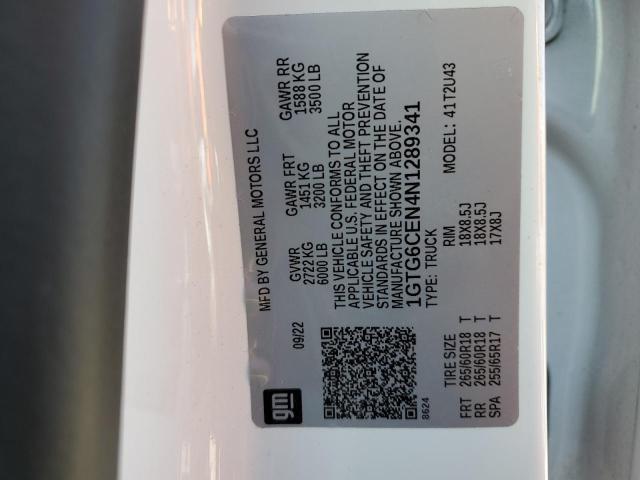 MFD BY GENERAL MOTORS LLC
09/22
GVWR GAWR FRT GAWR RR
2722 KG 1451 KG 1588 KG
6000 LB 3200 LB 3500 LB
THIS VEHICLE CONFORMS TO ALL
APPLICABLE U.S. FEDERAL MOTOR
VEHICLE SAFETY AND THEFT PREVENTION
STANDARDS IN EFFECT ON THE DATE OF
MANUFACTURE SHOWN ABOVE.
1GTG6CEN4N1289341
TYPE: TRUCK
gm
8624
MODEL: 41T2U43
TIRE SIZE RIM
FRT 265/60R18 T 18X8.5J
RR 265/60R18 T 18X8.5J
SPA 255/65R17 T 17X8J